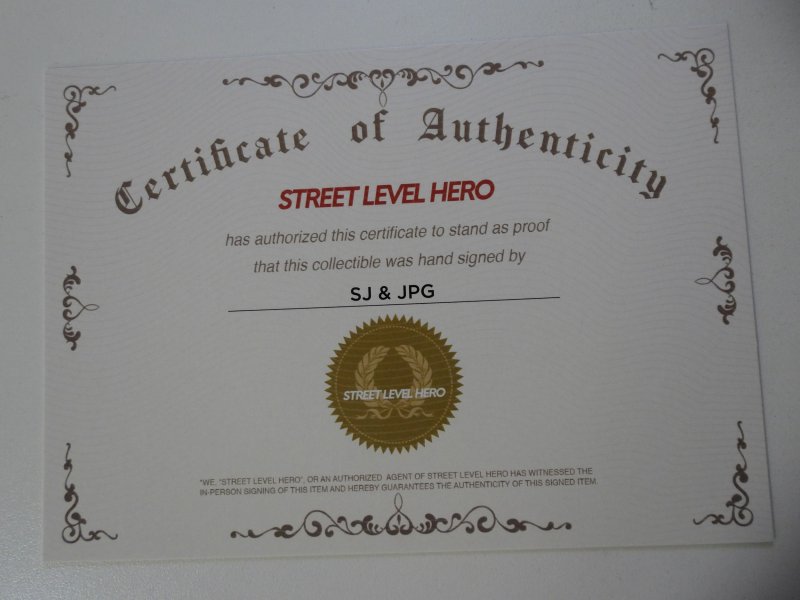 Certificate of Authenticity
STREET LEVEL HERO
has authorized this certificate to stand as proof
that this collectible was hand signed by
SJ & JPG
STREET LEVEL HERO
"WE, "STREET LEVEL HERO", OR AN AUTHORIZED AGENT OF STREET LEVEL HERO HAS WITNESSED THE
IN-PERSON SIGNING OF THIS ITEM AND HEREBY GUARANTEES THE AUTHENTICITY OF THIS SIGNED ITEM.